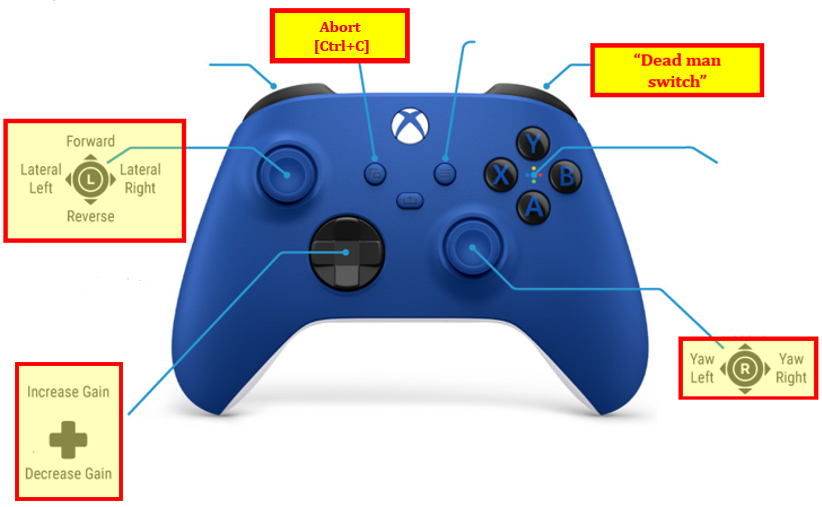 Abort
[Ctrl+C]
“Dead man
switch”
Forward
Lateral
Left
L
Lateral
Right
Reverse
Y
X
B
A
Yaw
Left
R
Yaw
Right
Increase Gain
Decrease Gain